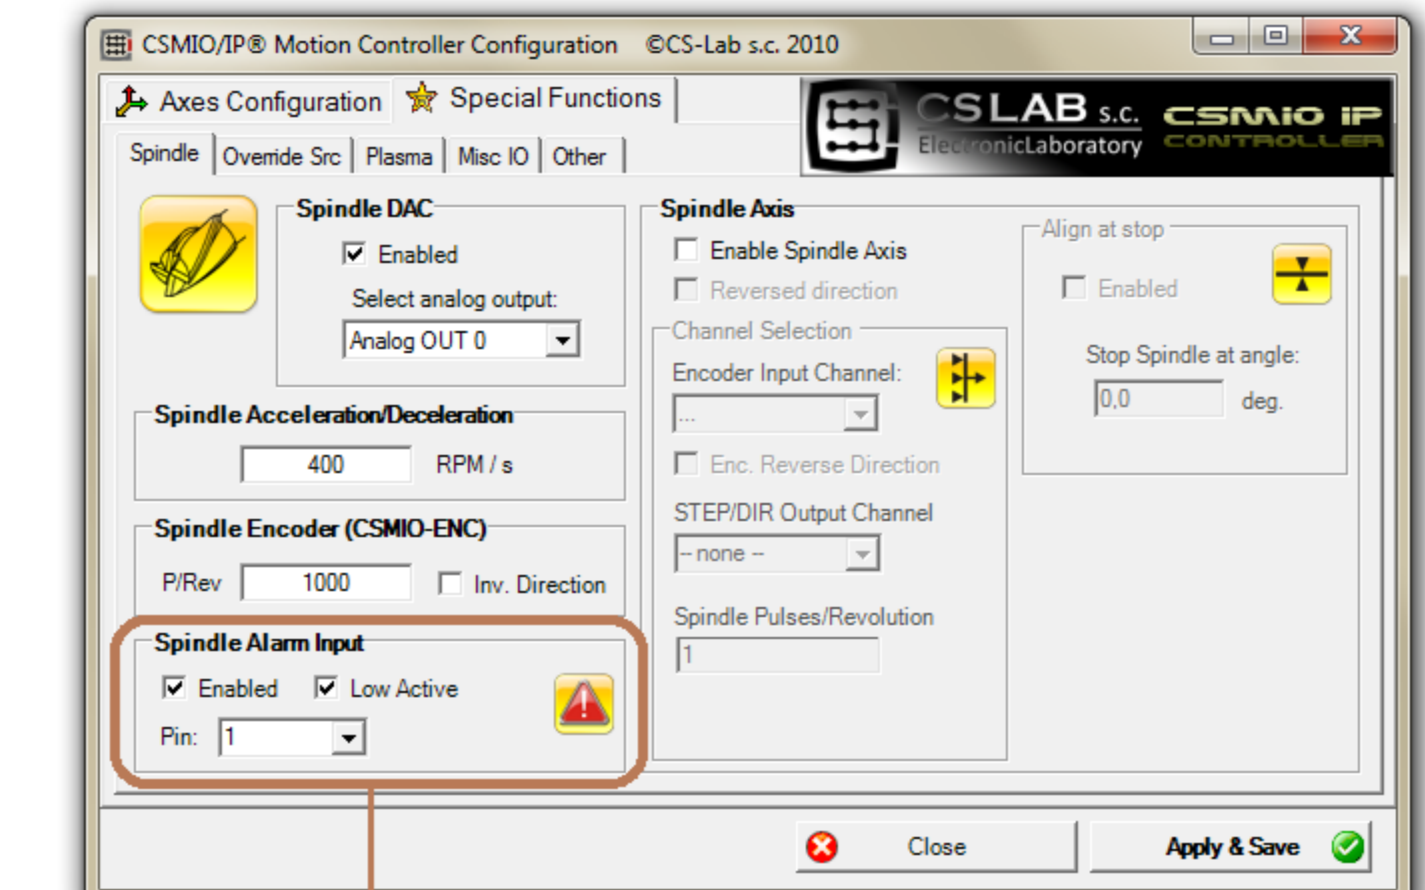 CSMIO/IP® Motion Controller Configuration ©CS-Lab s.c. 2010
Axes Configuration Special Functions
CSLAB s.c.
ElectronicLaboratory
CSMIO IP
CONTROLLER
Spindle Override Src Plasma Misc IO Other
Spindle DAC
Enabled
Select analog output:
Analog OUT 0
Spindle Acceleration/Deceleration
400 RPM / s
Spindle Encoder (CSMIO-ENC)
P/Rev 1000 Inv. Direction
Spindle Alarm Input
Enabled Low Active
Pin: 1
Spindle Axis
Enable Spindle Axis
Reversed direction
Channel Selection
Encoder Input Channel:
...
Enc. Reverse Direction
STEP/DIR Output Channel
-- none --
Spindle Pulses/Revolution
1
Align at stop
Enabled
Stop Spindle at angle:
0,0 deg.
Close Apply & Save